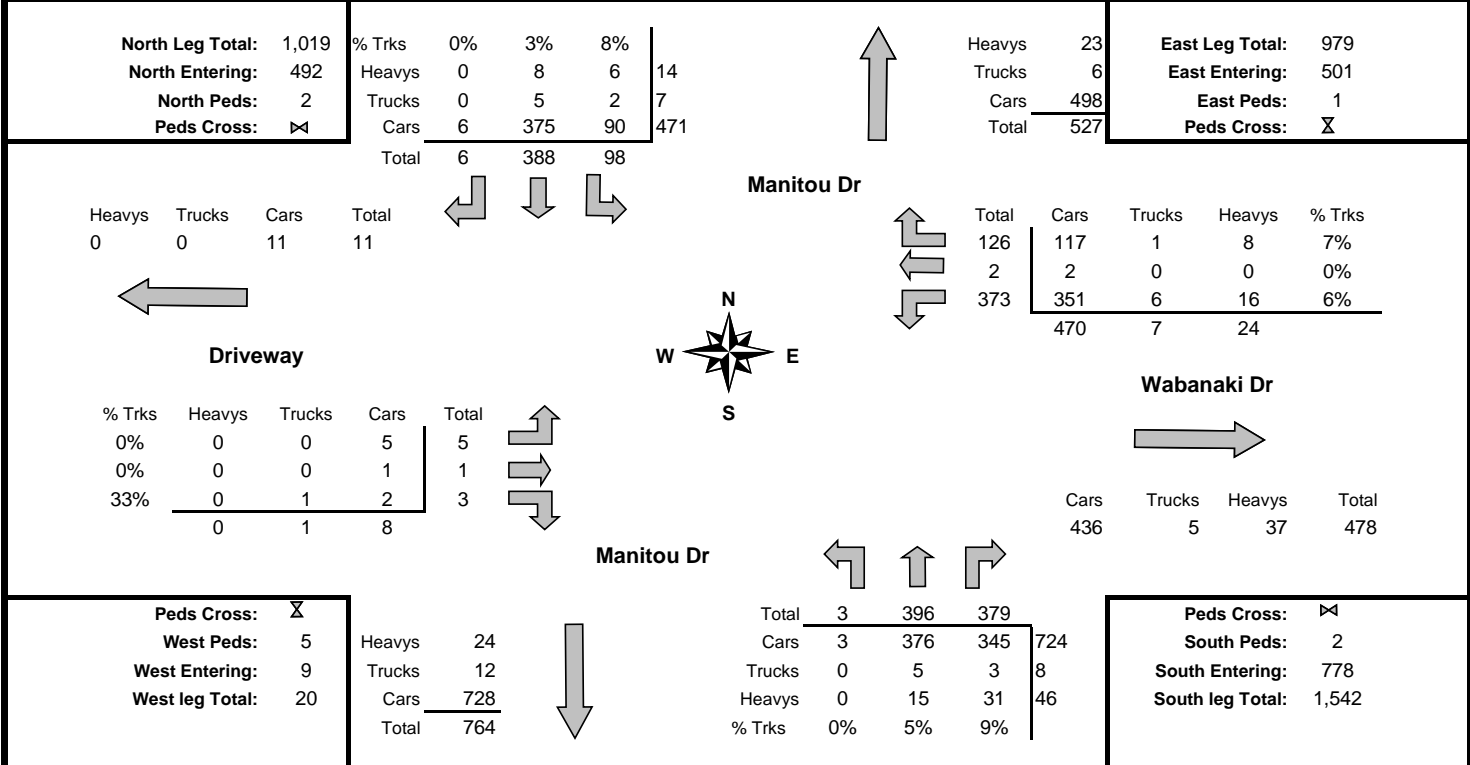 North Leg Total: 1,019
North Entering: 492
North Peds: 2
Peds Cross: ⋈
% Trks 0% 3% 8%
Heavys 0 8 6 14
Trucks 0 5 2 7
Cars 6 375 90 471
Total 6 388 98
Heavys 23
Trucks 6
Cars 498
Total 527
East Leg Total: 979
East Entering: 501
East Peds: 1
Peds Cross: ⧖
Manitou Dr
Heavys Trucks Cars Total
0 0 11 11
Total Cars Trucks Heavys % Trks
126 117 1 8 7%
2 2 0 0 0%
373 351 6 16 6%
470 7 24
N
W E
S
Driveway
Wabanaki Dr
% Trks Heavys Trucks Cars Total
0% 0 0 5 5
0% 0 0 1 1
33% 0 1 2 3
0 1 8
Cars Trucks Heavys Total
436 5 37 478
Manitou Dr
Peds Cross: ⧖
West Peds: 5
West Entering: 9
West leg Total: 20
Heavys 24
Trucks 12
Cars 728
Total 764
Total 3 396 379
Cars 3 376 345 724
Trucks 0 5 3 8
Heavys 0 15 31 46
% Trks 0% 5% 9%
Peds Cross: ⋈
South Peds: 2
South Entering: 778
South leg Total: 1,542